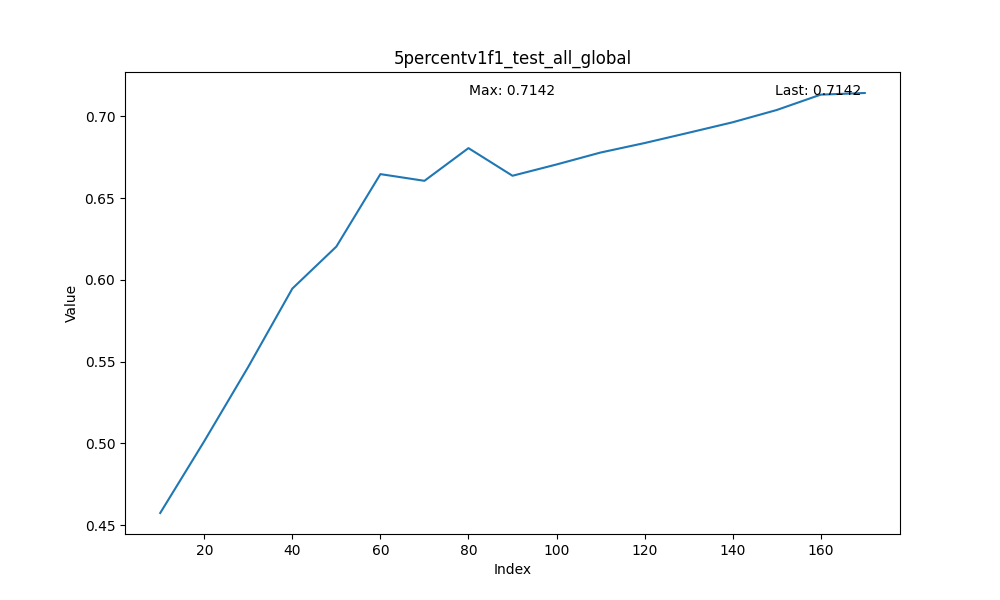 5percentv1f1_test_all_global
Max: 0.7142
Last: 0.7142
0.70
0.65
0.60
0.55
0.50
0.45
Value
20 40 60 80 100 120 140 160
Index